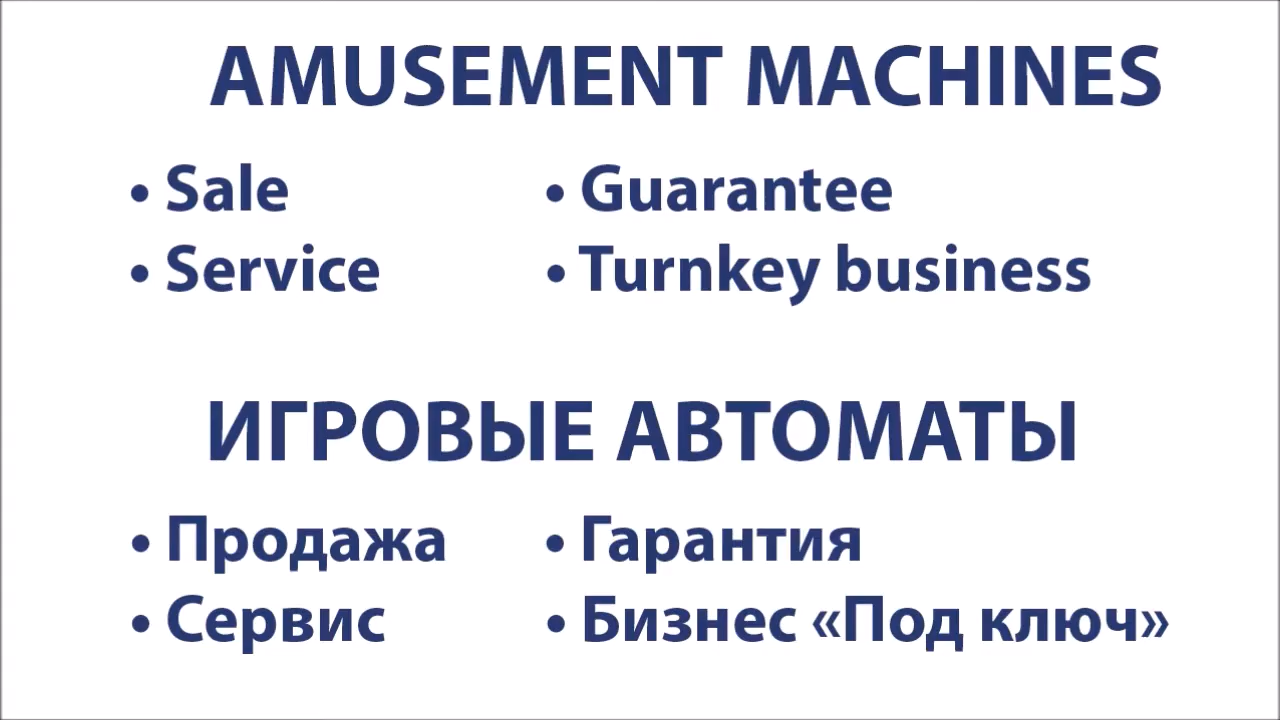 AMUSEMENT MACHINES
• Sale • Guarantee
• Service • Turnkey business
ИГРОВЫЕ АВТОМАТЫ
• Продажа • Гарантия
• Сервис • Бизнес «Под ключ»